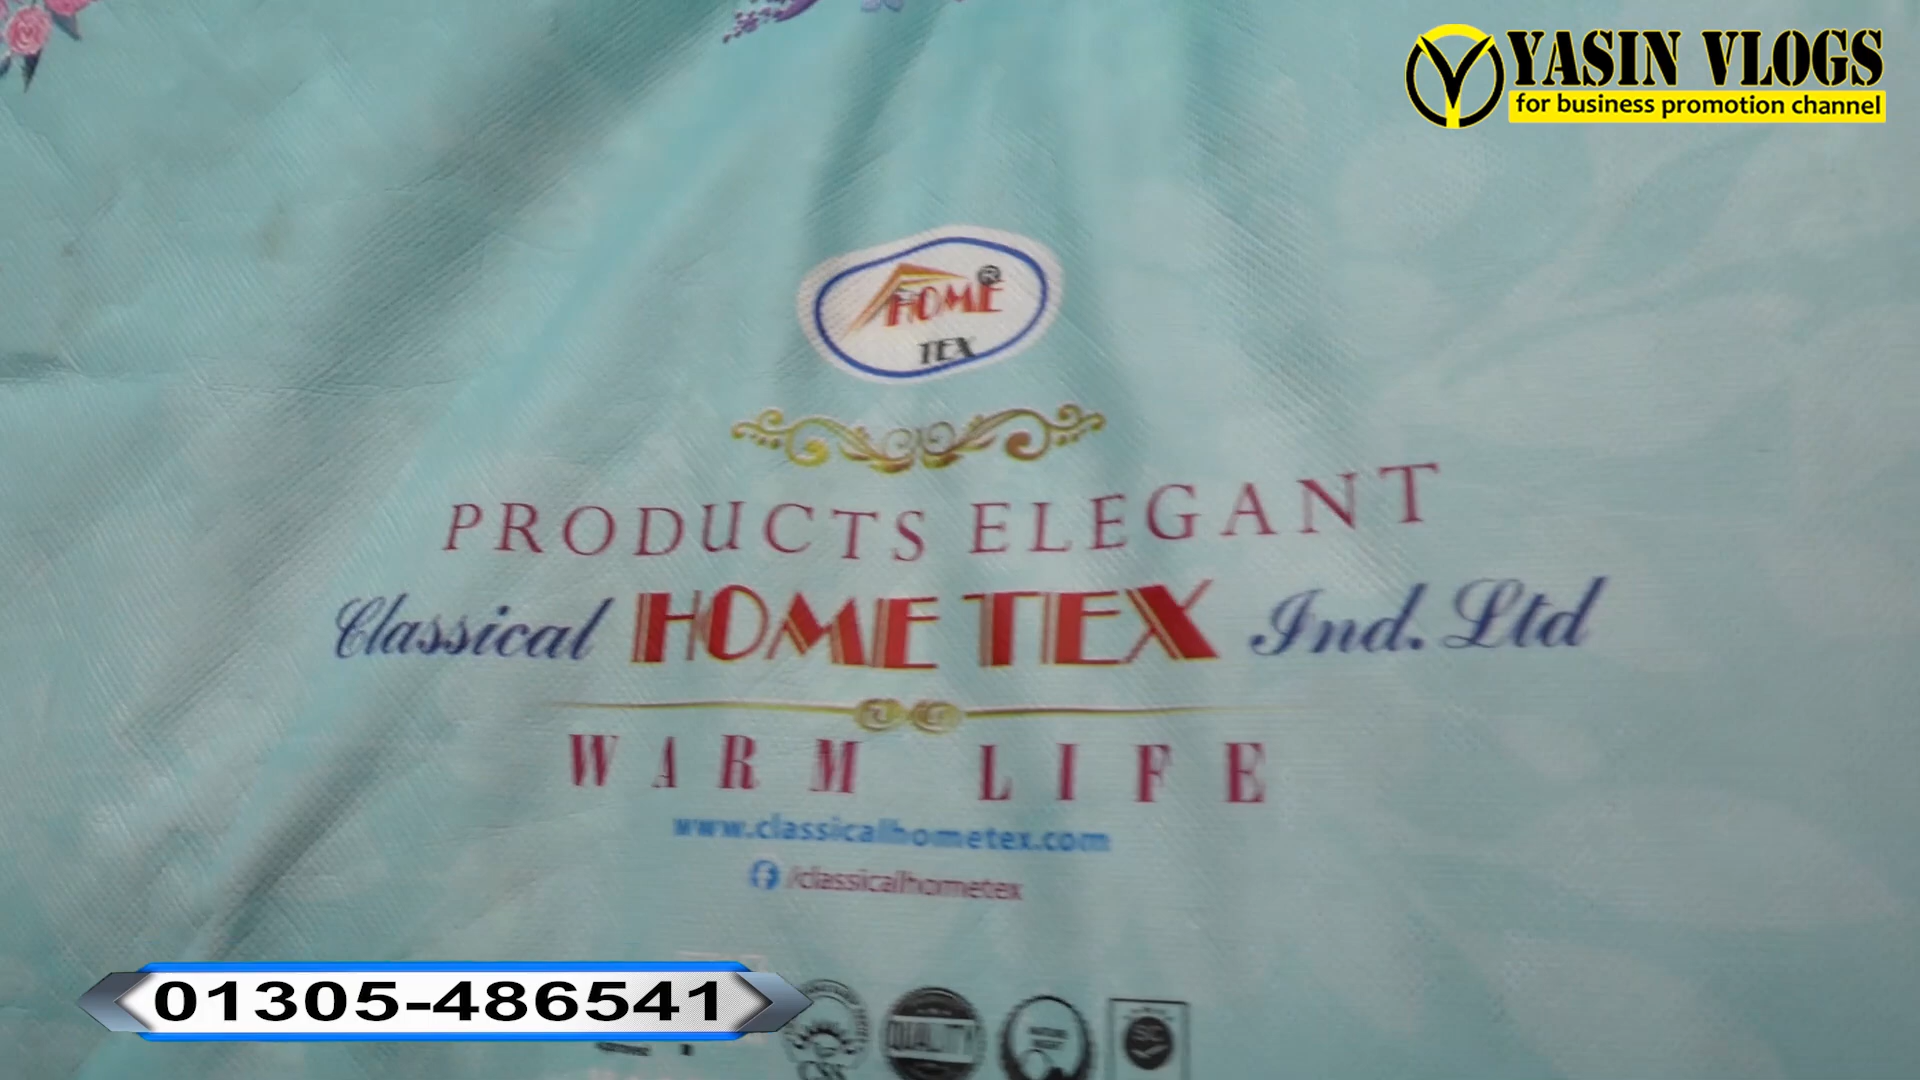 YASIN VLOGS
for business promotion channel
HOME®
TEX
PRODUCTS ELEGANT
Classical HOME TEX Ind. Ltd
WARM LIFE
www.classicalhometex.com
/classicalhometex
01305-486541
QUALITY